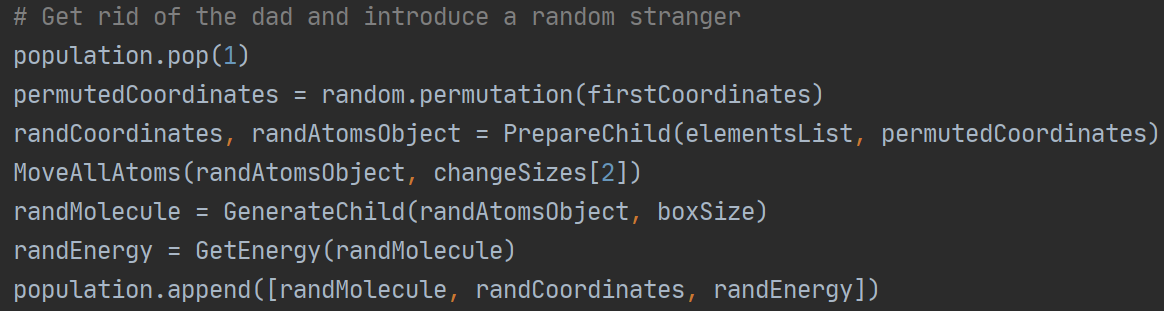 # Get rid of the dad and introduce a random stranger
population.pop(1)
permutedCoordinates = random.permutation(firstCoordinates)
randCoordinates, randAtomsObject = PrepareChild(elementsList, permutedCoordinates)
MoveAllAtoms(randAtomsObject, changeSizes[2])
randMolecule = GenerateChild(randAtomsObject, boxSize)
randEnergy = GetEnergy(randMolecule)
population.append([randMolecule, randCoordinates, randEnergy])